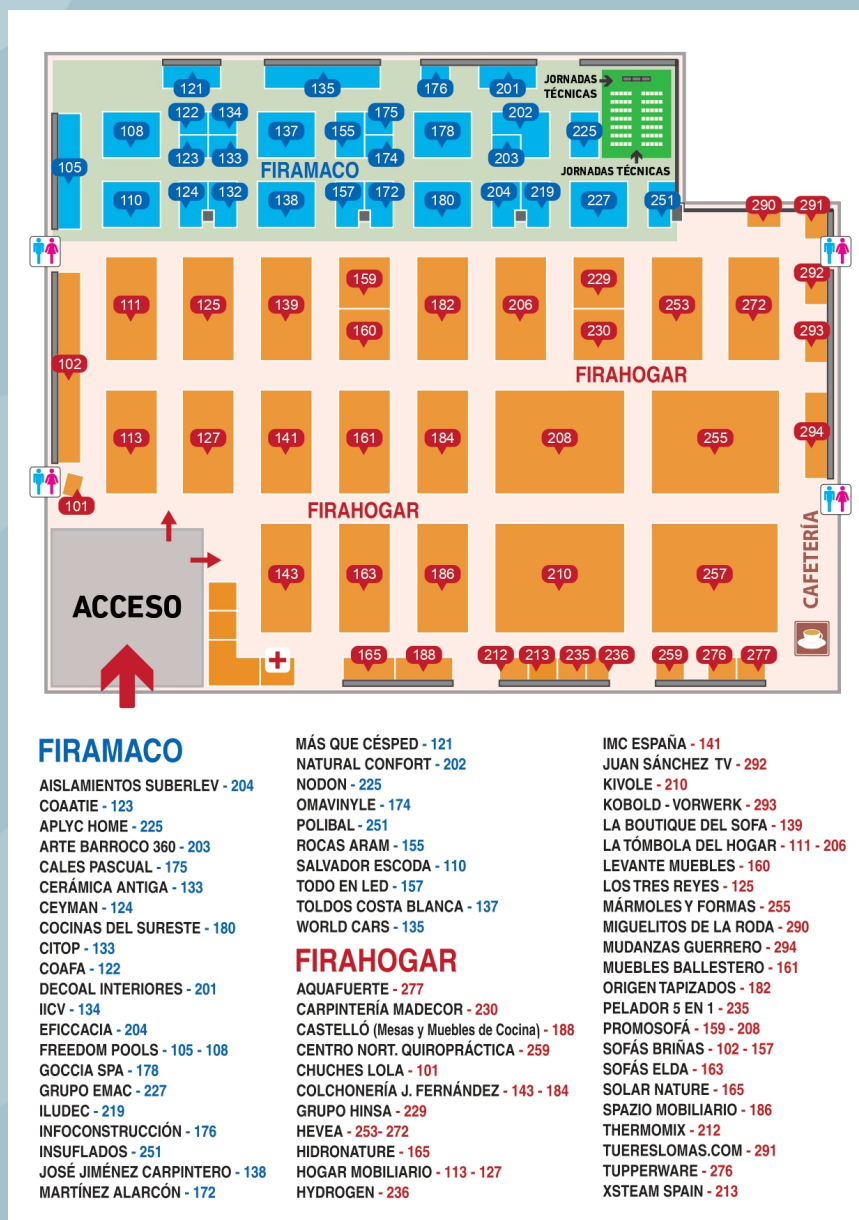 JORNADAS
TÉCNICAS
121 135 176 201
122 134 175 202
108 137 155 178 225
123 133 174 203
105
FIRAMACO
JORNADAS TÉCNICAS
110 124 132 138 157 172 180 204 219 227 251
290 291
159 229 292
111 125 139 182 206 253 272
160 230 293
102
FIRAHOGAR
113 127 141 161 184 208 255 294
101
FIRAHOGAR
CAFETERÍA
143 163 186 210 257
ACCESO
165 188 212 213 235 236 259 276 277
FIRAMACO
AISLAMIENTOS SUBERLEV - 204
COAATIE - 123
APLYC HOME - 225
ARTE BARROCO 360 - 203
CALES PASCUAL - 175
CERÁMICA ANTIGA - 133
CEYMAN - 124
COCINAS DEL SURESTE - 180
CITOP - 133
COAFA - 122
DECOAL INTERIORES - 201
IICV - 134
EFICCACIA - 204
FREEDOM POOLS - 105 - 108
GOCCIA SPA - 178
GRUPO EMAC - 227
ILUDEC - 219
INFOCONSTRUCCIÓN - 176
INSUFLADOS - 251
JOSÉ JIMÉNEZ CARPINTERO - 138
MARTÍNEZ ALARCÓN - 172
MÁS QUE CÉSPED - 121
NATURAL CONFORT - 202
NODON - 225
OMAVINYLE - 174
POLIBAL - 251
ROCAS ARAM - 155
SALVADOR ESCODA - 110
TODO EN LED - 157
TOLDOS COSTA BLANCA - 137
WORLD CARS - 135
FIRAHOGAR
AQUAFUERTE - 277
CARPINTERÍA MADECOR - 230
CASTELLÓ (Mesas y Muebles de Cocina) - 188
CENTRO NORT. QUIROPRÁCTICA - 259
CHUCHES LOLA - 101
COLCHONERÍA J. FERNÁNDEZ - 143 - 184
GRUPO HINSA - 229
HEVEA - 253- 272
HIDRONATURE - 165
HOGAR MOBILIARIO - 113 - 127
HYDROGEN - 236
IMC ESPAÑA - 141
JUAN SÁNCHEZ TV - 292
KIVOLE - 210
KOBOLD - VORWERK - 293
LA BOUTIQUE DEL SOFA - 139
LA TÓMBOLA DEL HOGAR - 111 - 206
LEVANTE MUEBLES - 160
LOS TRES REYES - 125
MÁRMOLES Y FORMAS - 255
MIGUELITOS DE LA RODA - 290
MUDANZAS GUERRERO - 294
MUEBLES BALLESTERO - 161
ORIGEN TAPIZADOS - 182
PELADOR 5 EN 1 - 235
PROMOSOFÁ - 159 - 208
SOFÁS BRIÑAS - 102 - 157
SOFÁS ELDA - 163
SOLAR NATURE - 165
SPAZIO MOBILIARIO - 186
THERMOMIX - 212
TUERESLOMAS.COM - 291
TUPPERWARE - 276
XSTEAM SPAIN - 213